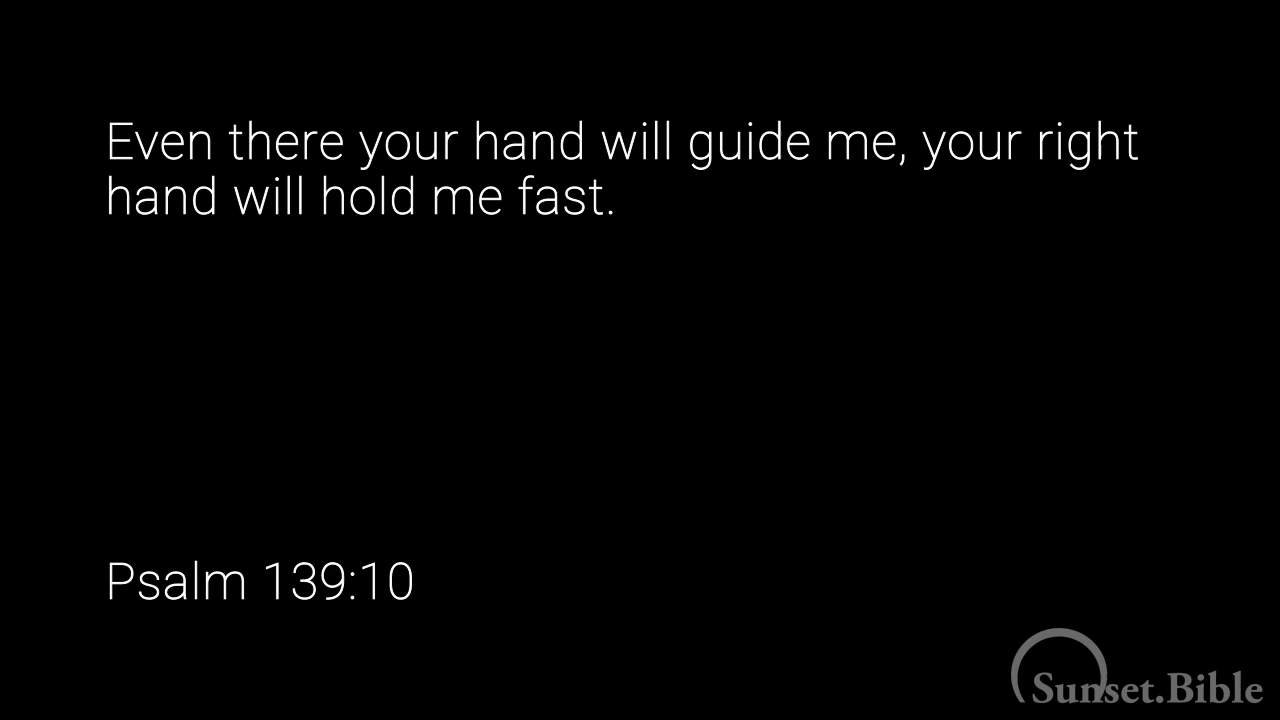 Even there your hand will guide me, your right
hand will hold me fast.
Psalm 139:10
Sunset.Bible